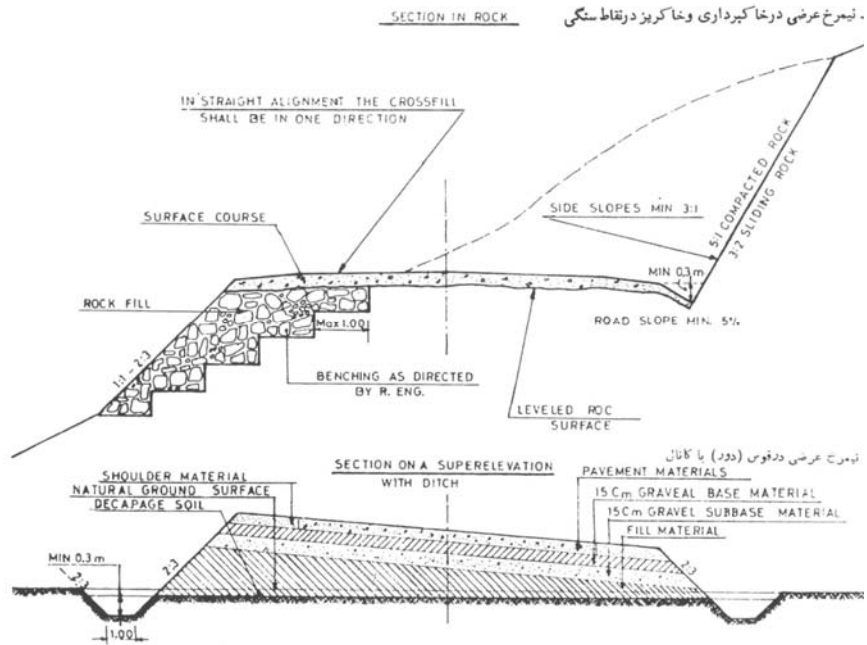 SECTION IN ROCK
نیمرخ عرضی درخاکبرداری وخاکریز درنقاط سنگی
IN STRAIGHT ALIGNMENT THE CROSSFILL
SHALL BE IN ONE DIRECTION
SURFACE COURSE
SIDE SLOPES MIN 3:1
5:1 COMPACTED ROCK
3:2 SLIDING ROCK
MIN 0.3 m
ROCK FILL
Max 1.00
ROAD SLOPE MIN. 5%
1:1 - 2:3
BENCHING AS DIRECTED
BY R. ENG.
LEVELED ROC
SURFACE
نیمرخ عرضی درقوس (دور) با کانال
SECTION ON A SUPERELEVATION
WITH DITCH
SHOULDER MATERIAL
NATURAL GROUND SURFACE
DECAPAGE SOIL
PAVEMENT MATERIALS
15 Cm GRAVEAL BASE MATERIAL
15 Cm GRAVEL SUBBASE MATERIAL
FILL MATERIAL
MIN 0.3 m
2:3
2:3
2:3
1.00